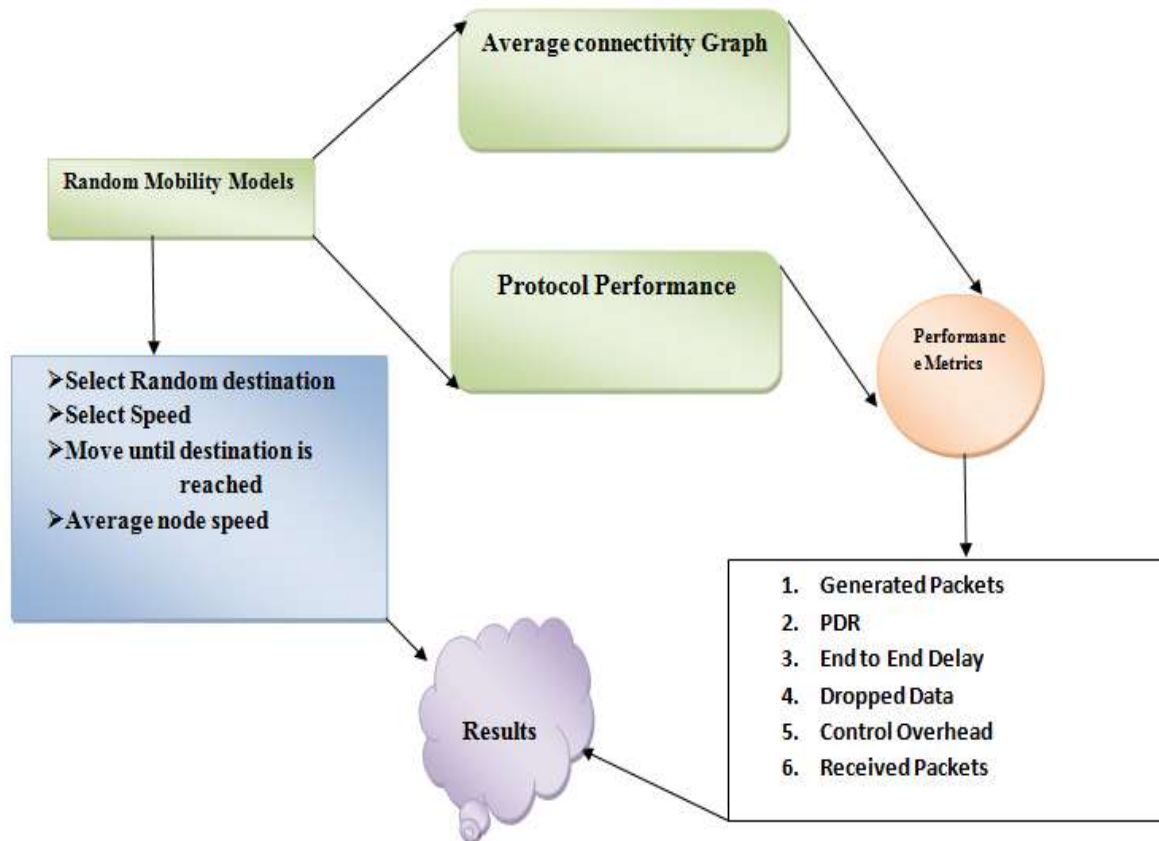 Average connectivity Graph
Random Mobility Models
Protocol Performance
Performanc
e Metrics
➢Select Random destination
➢Select Speed
➢Move until destination is
reached
➢Average node speed
1. Generated Packets
2. PDR
3. End to End Delay
4. Dropped Data
5. Control Overhead
6. Received Packets
Results